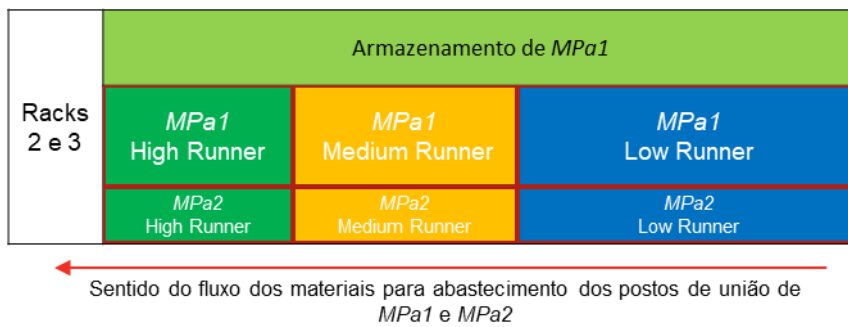 Armazenamento de MPa1
Racks
2 e 3
MPa1
High Runner
MPa1
Medium Runner
MPa1
Low Runner
MPa2
High Runner
MPa2
Medium Runner
MPa2
Low Runner
Sentido do fluxo dos materiais para abastecimento dos postos de união de
MPa1 e MPa2